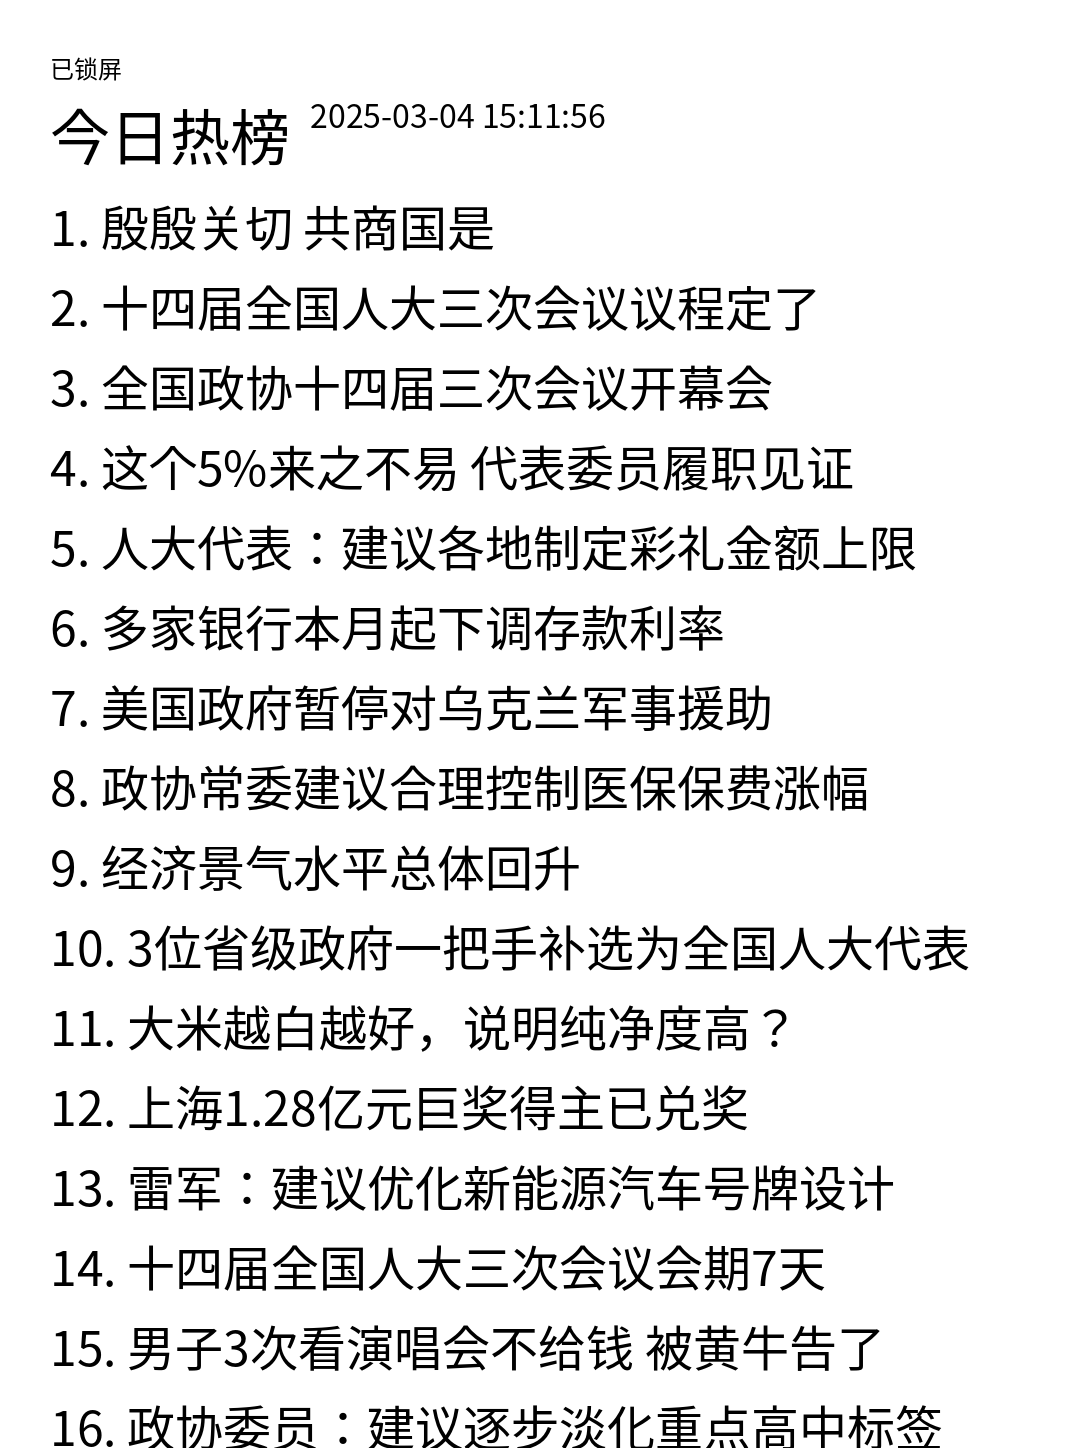 已锁屏
今日热榜 2025-03-04 15:11:56
1. 殷殷关切 共商国是
2. 十四届全国人大三次会议议程定了
3. 全国政协十四届三次会议开幕会
4. 这个5%来之不易 代表委员履职见证
5. 人大代表：建议各地制定彩礼金额上限
6. 多家银行本月起下调存款利率
7. 美国政府暂停对乌克兰军事援助
8. 政协常委建议合理控制医保保费涨幅
9. 经济景气水平总体回升
10. 3位省级政府一把手补选为全国人大代表
11. 大米越白越好，说明纯净度高？
12. 上海1.28亿元巨奖得主已兑奖
13. 雷军：建议优化新能源汽车号牌设计
14. 十四届全国人大三次会议会期7天
15. 男子3次看演唱会不给钱 被黄牛告了
16. 政协委员：建议逐步淡化重点高中标签